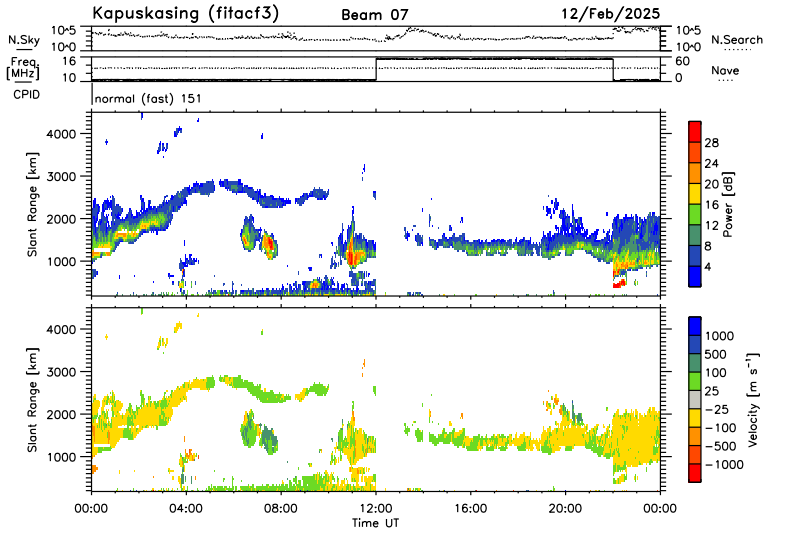 Kapuskasing (fitacf3) Beam 07 12/Feb/2025
N.Sky 10^5 10^0 10^5 10^0 N.Search
Freq. [MHz] 16 10 60 0 Nave
CPID normal (fast) 151
Slant Range [km] 4000 3000 2000 1000
Power [dB] 28 24 20 16 12 8 4
Slant Range [km] 4000 3000 2000 1000
Velocity [m s^-1] 1000 500 100 25 -25 -100 -500 -1000
00:00 04:00 08:00 12:00 16:00 20:00 00:00
Time UT